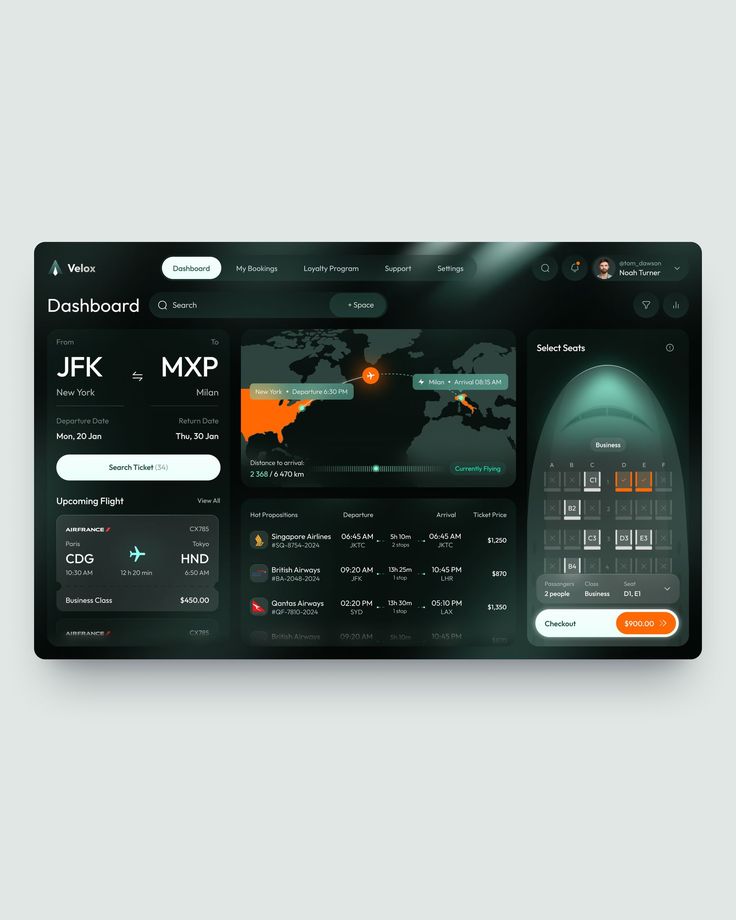 Velox
Dashboard
My Bookings
Loyalty Program
Support
Settings
@tom_dawson
Noah Turner
Dashboard
Search
+ Space
From
To
JFK
MXP
New York
Milan
Departure Date
Return Date
Mon, 20 Jan
Thu, 30 Jan
Search Ticket (34)
Upcoming Flight
View All
AIRFRANCE
CX785
Paris
Tokyo
CDG
HND
10:30 AM
12 h 20 min
6:50 AM
Business Class
$450.00
AIRFRANCE
CX785
New York • Departure 6:30 PM
Milan • Arrival 08:15 AM
Distance to arrival:
2 368 / 6 470 km
Currently Flying
Hot Propositions
Departure
Arrival
Ticket Price
Singapore Airlines
#SQ-8754-2024
06:45 AM
JKTC
5h 10m
2 stops
06:45 AM
JKTC
$1,250
British Airways
#BA-2048-2024
09:20 AM
JFK
13h 25m
1 stop
10:45 PM
LHR
$870
Qantas Airways
#QF-7810-2024
02:20 PM
SYD
13h 30m
1 stop
05:10 PM
LAX
$1,350
British Airways
09:20 AM
5h 10m
10:45 PM
$870
Select Seats
Business
A B C D E F
C1 1
B2 2
C3 3 D3 E3
B4 4
Passangers
Class
Seat
2 people
Business
D1, E1
Checkout
$900.00